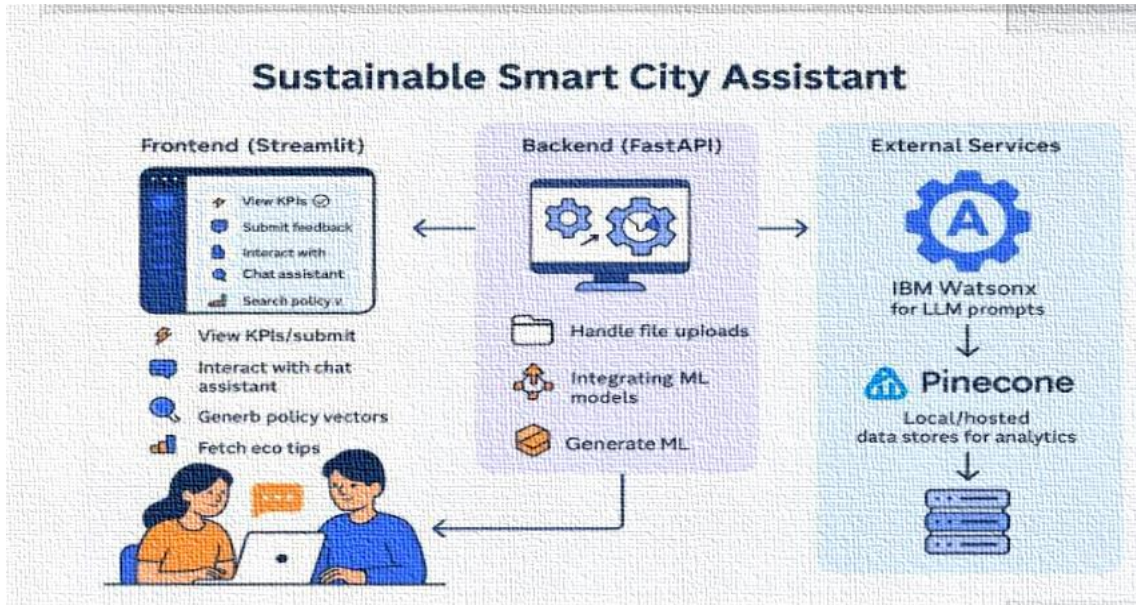 Sustainable Smart City Assistant
Frontend (Streamlit)
View KPIs
Submit feedback
Interact with
Chat assistant
Search policy v
View KPIs/submit
Interact with chat
assistant
Generb policy vectors
Fetch eco tips
Backend (FastAPI)
Handle file uploads
Integrating ML
models
Generate ML
External Services
A
IBM Watsonx
for LLM prompts
Pinecone
Local/hosted
data stores for analytics